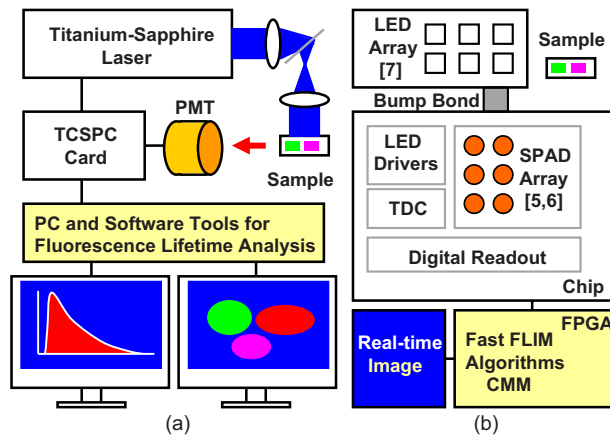 Titanium-Sapphire
Laser
PMT
TCSPC
Card
Sample
PC and Software Tools for
Fluorescence Lifetime Analysis
(a)
LED
Array
[7]
Sample
Bump Bond
LED
Drivers
SPAD
Array
[5,6]
TDC
Digital Readout
Chip
FPGA
Real-time
Image
Fast FLIM
Algorithms
CMM
(b)